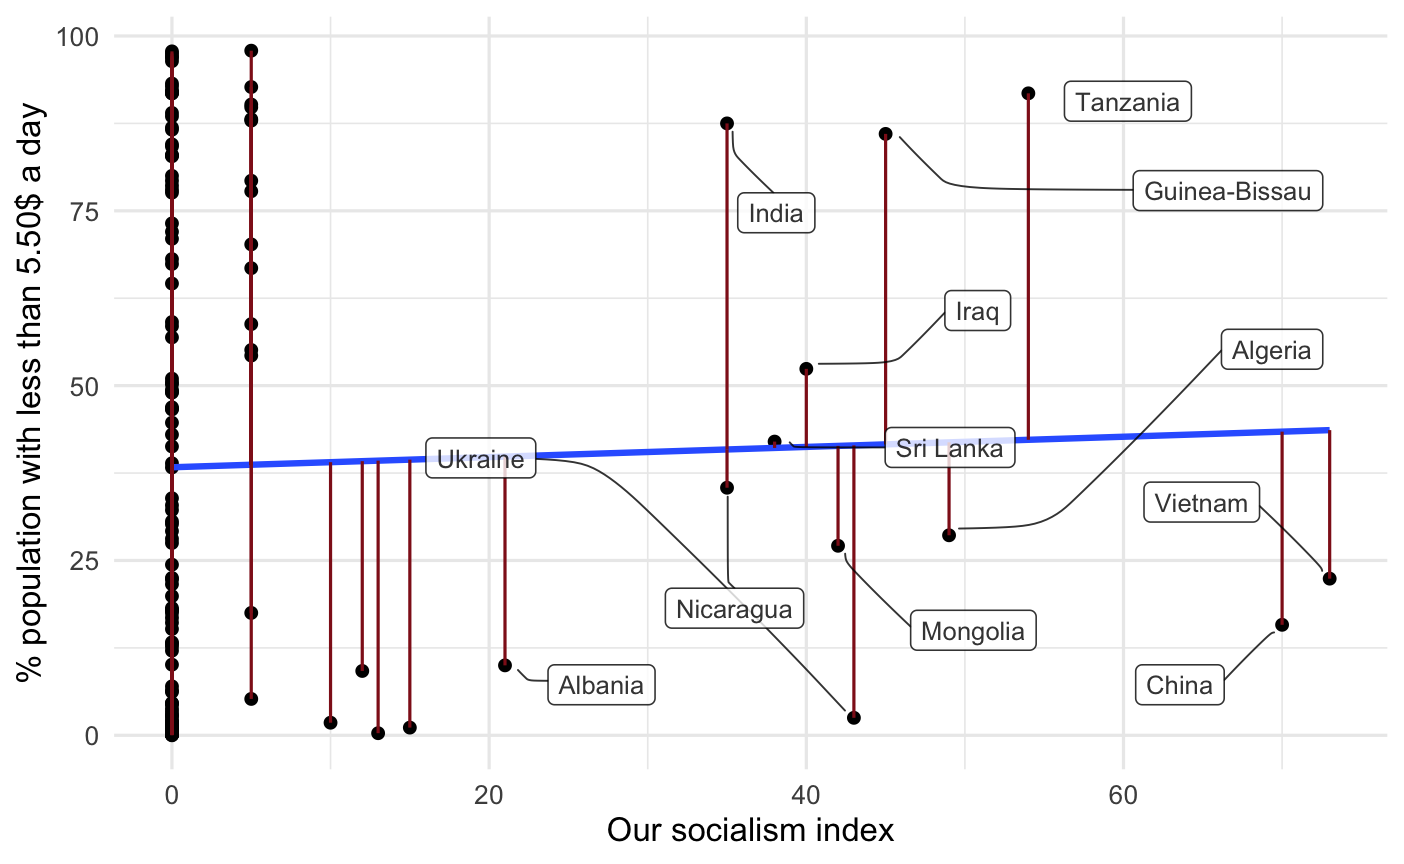 % population with less than 5.50$ a day
100
75
50
25
0
Tanzania
Guinea-Bissau
India
Iraq
Algeria
Sri Lanka
Ukraine
Vietnam
Nicaragua
Mongolia
Albania
China
0
20
40
60
Our socialism index